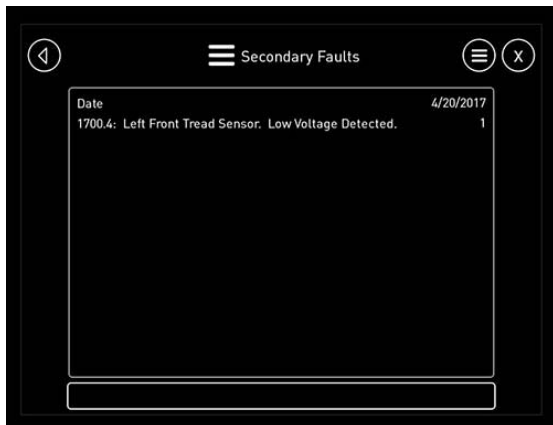 Secondary Faults
X
Date 4/20/2017
1700.4: Left Front Tread Sensor. Low Voltage Detected. 1